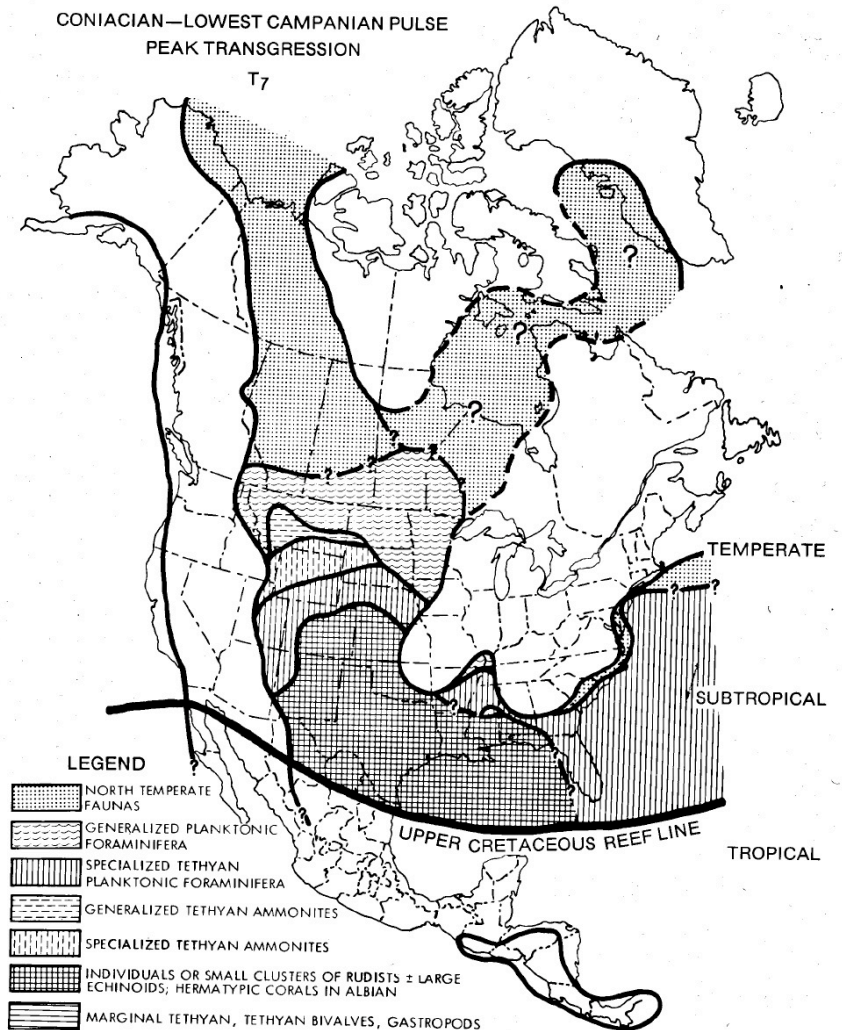 CONIACIAN—LOWEST CAMPANIAN PULSE
PEAK TRANSGRESSION
T7
?
?
?
?
?
?
?
TEMPERATE
?
?
?
SUBTROPICAL
?
?
?
?
UPPER CRETACEOUS REEF LINE
TROPICAL
LEGEND
NORTH TEMPERATE
FAUNAS
GENERALIZED PLANKTONIC
FORAMINIFERA
SPECIALIZED TETHYAN
PLANKTONIC FORAMINIFERA
GENERALIZED TETHYAN AMMONITES
SPECIALIZED TETHYAN AMMONITES
INDIVIDUALS OR SMALL CLUSTERS OF RUDISTS ± LARGE
ECHINOIDS; HERMATYPIC CORALS IN ALBIAN
MARGINAL TETHYAN, TETHYAN BIVALVES, GASTROPODS